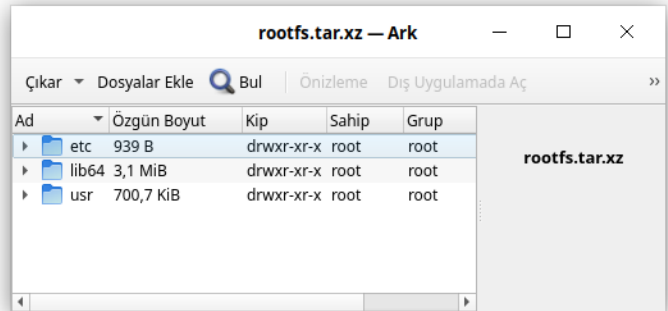 rootfs.tar.xz — Ark
Çıkar Dosyalar Ekle Bul Önizleme Dış Uygulamada Aç »
Ad Özgün Boyut Kip Sahip Grup
etc 939 B drwxr-xr-x root root
lib64 3,1 MiB drwxr-xr-x root root
usr 700,7 KiB drwxr-xr-x root root
rootfs.tar.xz